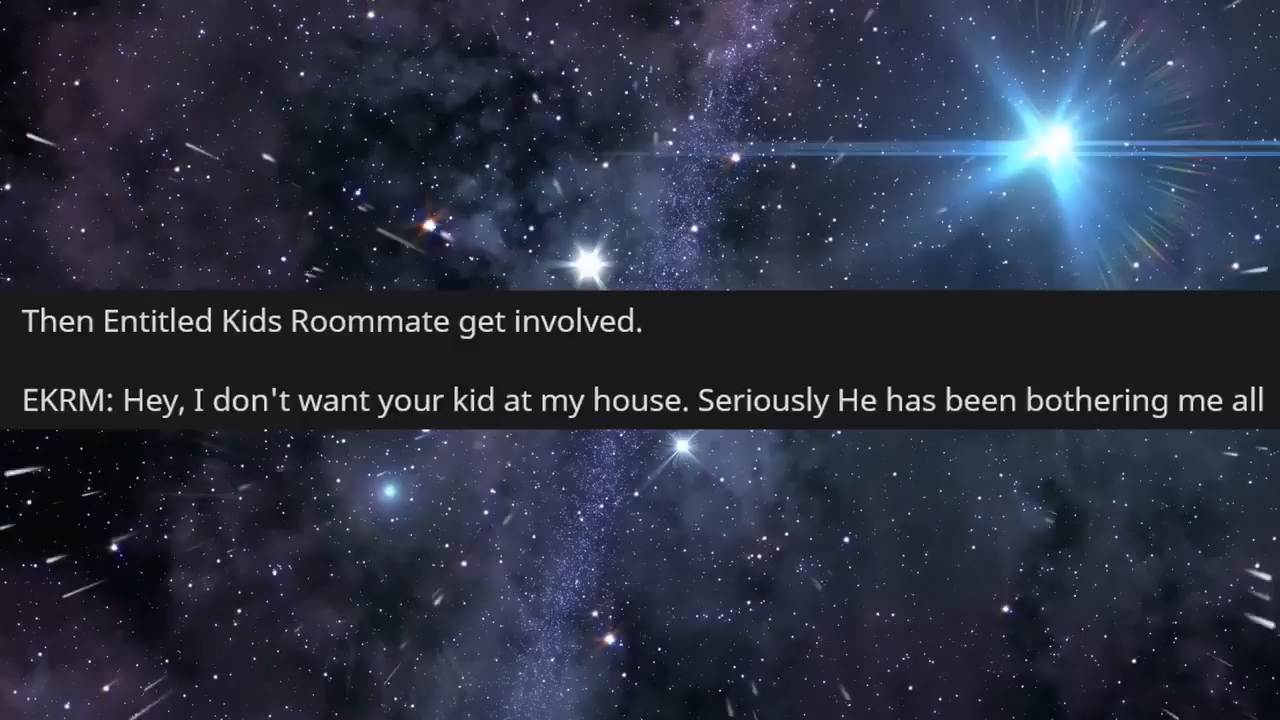 Then Entitled Kids Roommate get involved.
EKRM: Hey, I don't want your kid at my house. Seriously He has been bothering me all